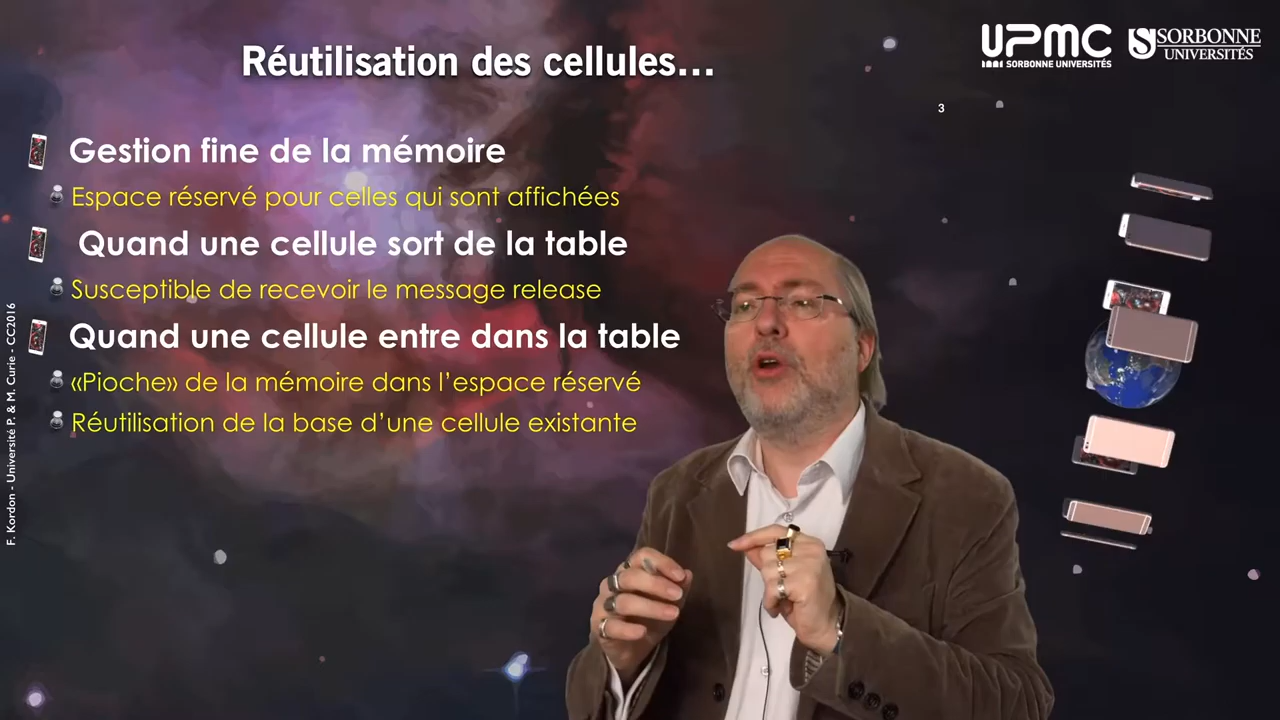 Réutilisation des cellules...
UPMC
SORBONNE UNIVERSITÉS
SORBONNE
UNIVERSITÉS
3
Gestion fine de la mémoire
Espace réservé pour celles qui sont affichées
Quand une cellule sort de la table
Susceptible de recevoir le message release
Quand une cellule entre dans la table
«Pioche» de la mémoire dans l’espace réservé
Réutilisation de la base d’une cellule existante
F. Kordon - Université P. & M. Curie - CC2016